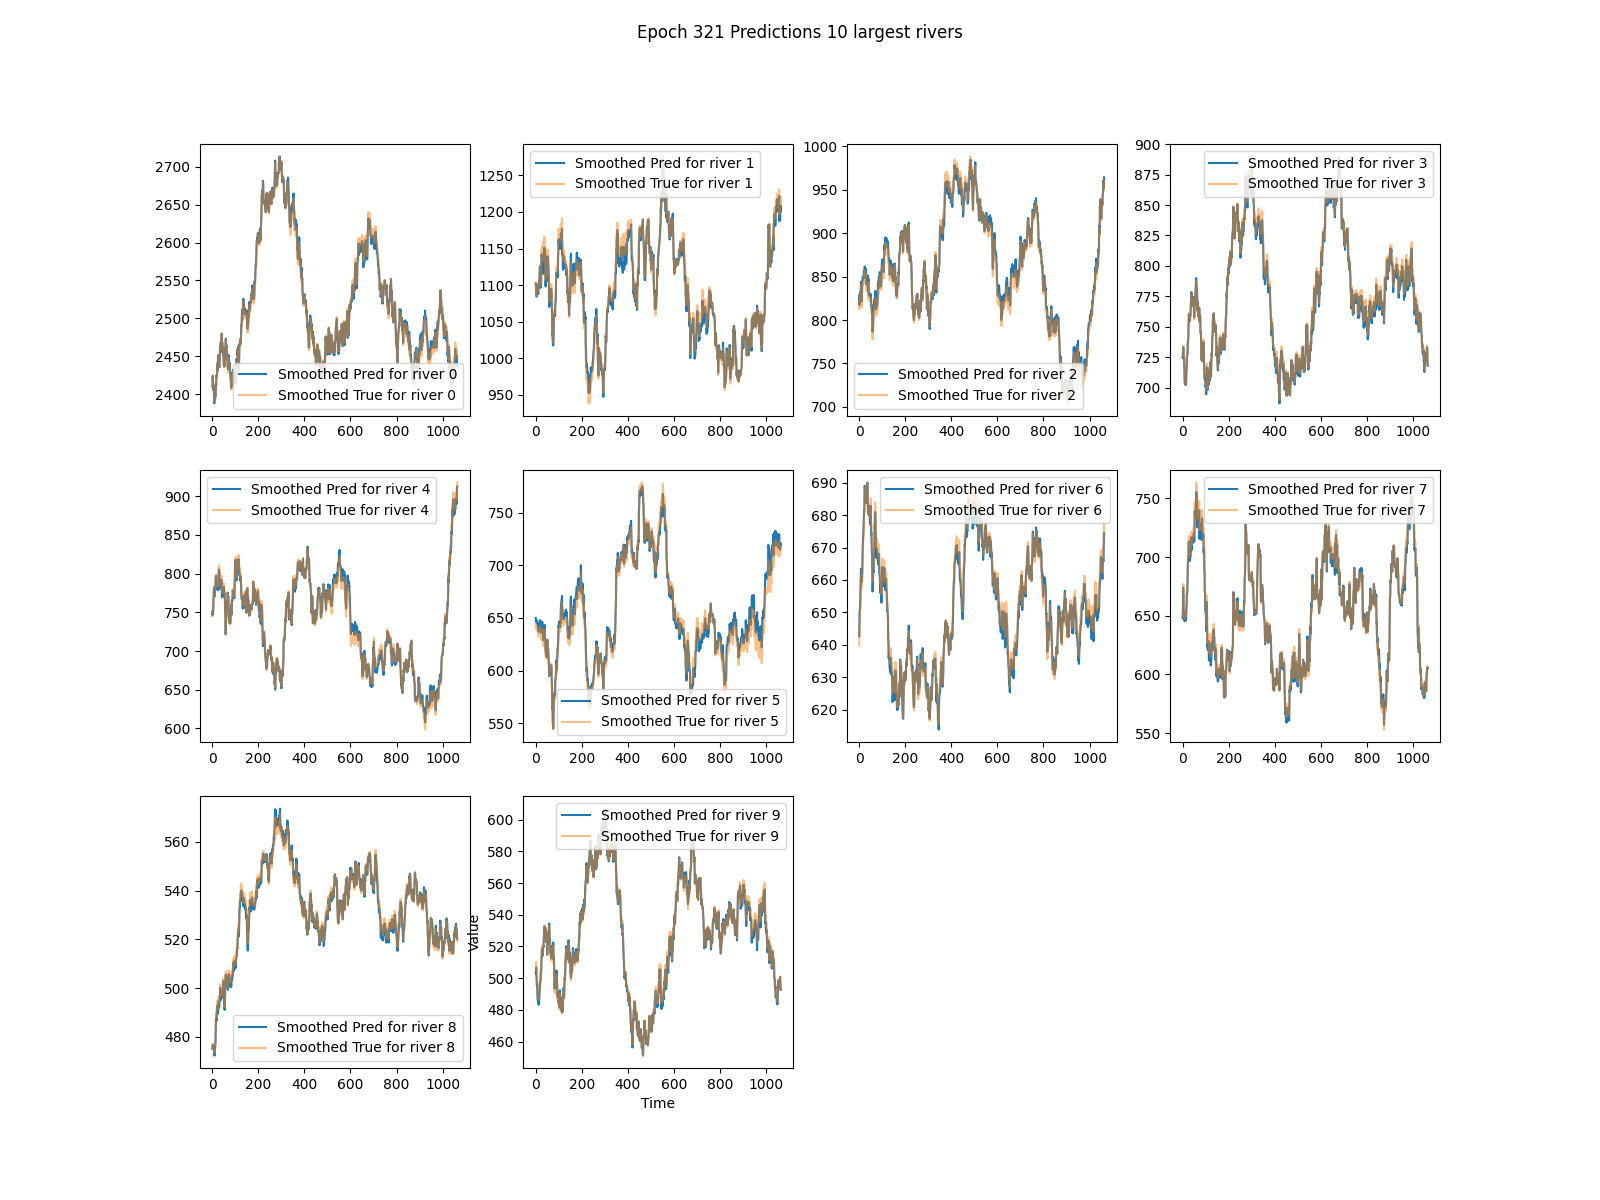 Epoch 321 Predictions 10 largest rivers
2700
2650
2600
2550
2500
2450
2400
0 200 400 600 800 1000
Smoothed Pred for river 0
Smoothed True for river 0
1250
1200
1150
1100
1050
1000
950
0 200 400 600 800 1000
Smoothed Pred for river 1
Smoothed True for river 1
1000
950
900
850
800
750
700
0 200 400 600 800 1000
Smoothed Pred for river 2
Smoothed True for river 2
900
875
850
825
800
775
750
725
700
0 200 400 600 800 1000
Smoothed Pred for river 3
Smoothed True for river 3
900
850
800
750
700
650
600
0 200 400 600 800 1000
Smoothed Pred for river 4
Smoothed True for river 4
750
700
650
600
550
0 200 400 600 800 1000
Smoothed Pred for river 5
Smoothed True for river 5
690
680
670
660
650
640
630
620
0 200 400 600 800 1000
Smoothed Pred for river 6
Smoothed True for river 6
750
700
650
600
550
0 200 400 600 800 1000
Smoothed Pred for river 7
Smoothed True for river 7
560
540
520
500
480
0 200 400 600 800 1000
Smoothed Pred for river 8
Smoothed True for river 8
Value
600
580
560
540
520
500
480
460
0 200 400 600 800 1000
Smoothed Pred for river 9
Smoothed True for river 9
Time